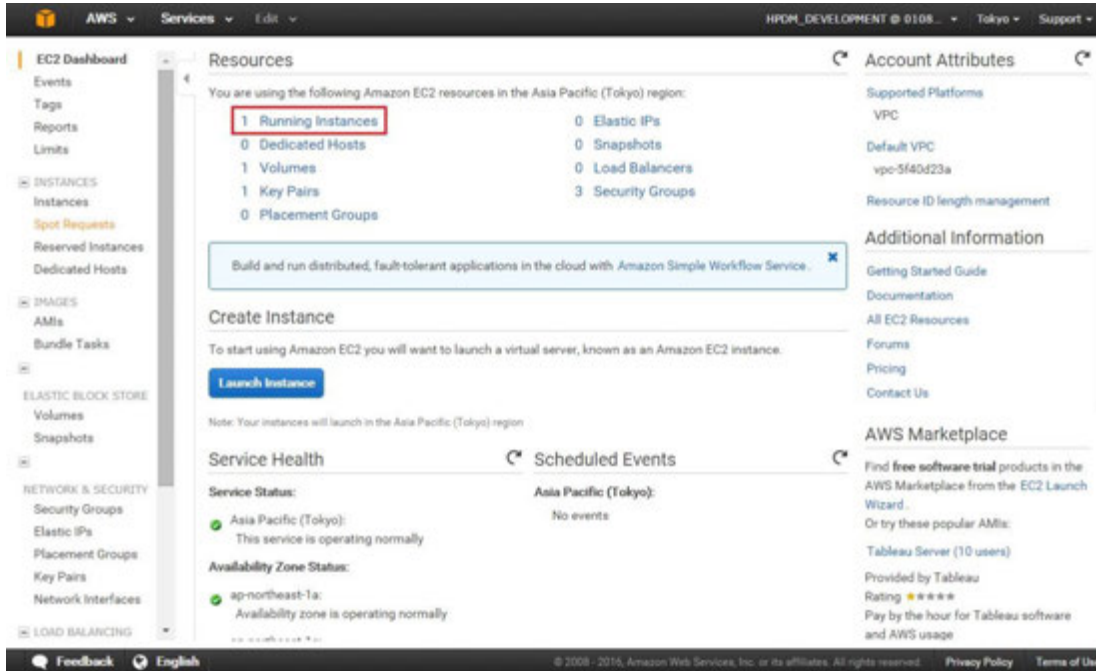 AWS Services Edit HPDM_DEVELOPMENT @ 0108... Tokyo Support
EC2 Dashboard
Events
Tags
Reports
Limits
INSTANCES
Instances
Spot Requests
Reserved Instances
Dedicated Hosts
IMAGES
AMIs
Bundle Tasks
ELASTIC BLOCK STORE
Volumes
Snapshots
NETWORK & SECURITY
Security Groups
Elastic IPs
Placement Groups
Key Pairs
Network Interfaces
LOAD BALANCING
Resources
You are using the following Amazon EC2 resources in the Asia Pacific (Tokyo) region:
1 Running Instances
0 Dedicated Hosts
1 Volumes
1 Key Pairs
0 Placement Groups
0 Elastic IPs
0 Snapshots
0 Load Balancers
3 Security Groups
Build and run distributed, fault-tolerant applications in the cloud with Amazon Simple Workflow Service.
Create Instance
To start using Amazon EC2 you will want to launch a virtual server, known as an Amazon EC2 instance.
Launch Instance
Note: Your instances will launch in the Asia Pacific (Tokyo) region
Service Health
Service Status:
Asia Pacific (Tokyo):
This service is operating normally
Availability Zone Status:
ap-northeast-1a:
Availability zone is operating normally
Scheduled Events
Asia Pacific (Tokyo):
No events
Account Attributes
Supported Platforms
VPC
Default VPC
vpc-5f40d23a
Resource ID length management
Additional Information
Getting Started Guide
Documentation
All EC2 Resources
Forums
Pricing
Contact Us
AWS Marketplace
Find free software trial products in the
AWS Marketplace from the EC2 Launch
Wizard.
Or try these popular AMIs:
Tableau Server (10 users)
Provided by Tableau
Rating
Pay by the hour for Tableau software
and AWS usage
Feedback English © 2008 - 2016, Amazon Web Services, Inc. or its affiliates. All rights reserved. Privacy Policy Terms of Us